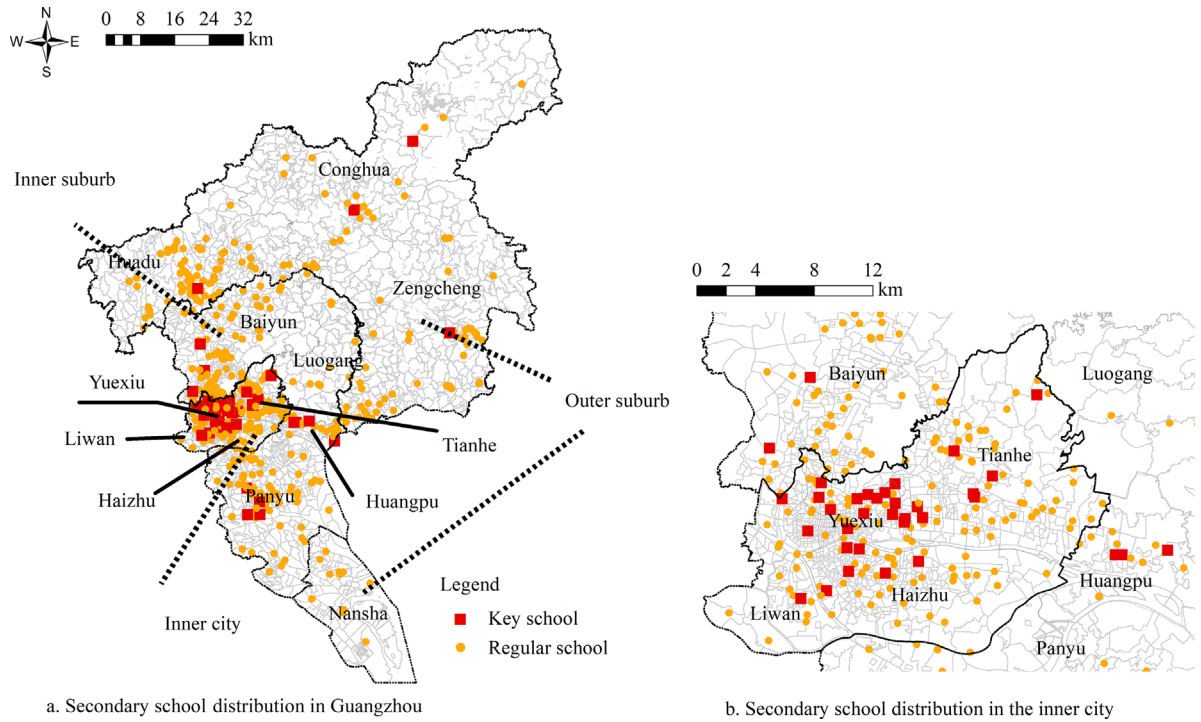 N
W E
S
0 8 16 24 32
km
Conghua
Inner suburb
Huadu
Zengcheng
Baiyun
Luogang
Yuexiu
Outer suburb
Liwan
Tianhe
Haizhu
Panyu
Huangpu
Inner city
Nansha
Legend
Key school
Regular school
a. Secondary school distribution in Guangzhou
0 4 8 12
km
Baiyun
Luogang
Tianhe
Yuexiu
Huangpu
Haizhu
Liwan
Panyu
b. Secondary school distribution in the inner city